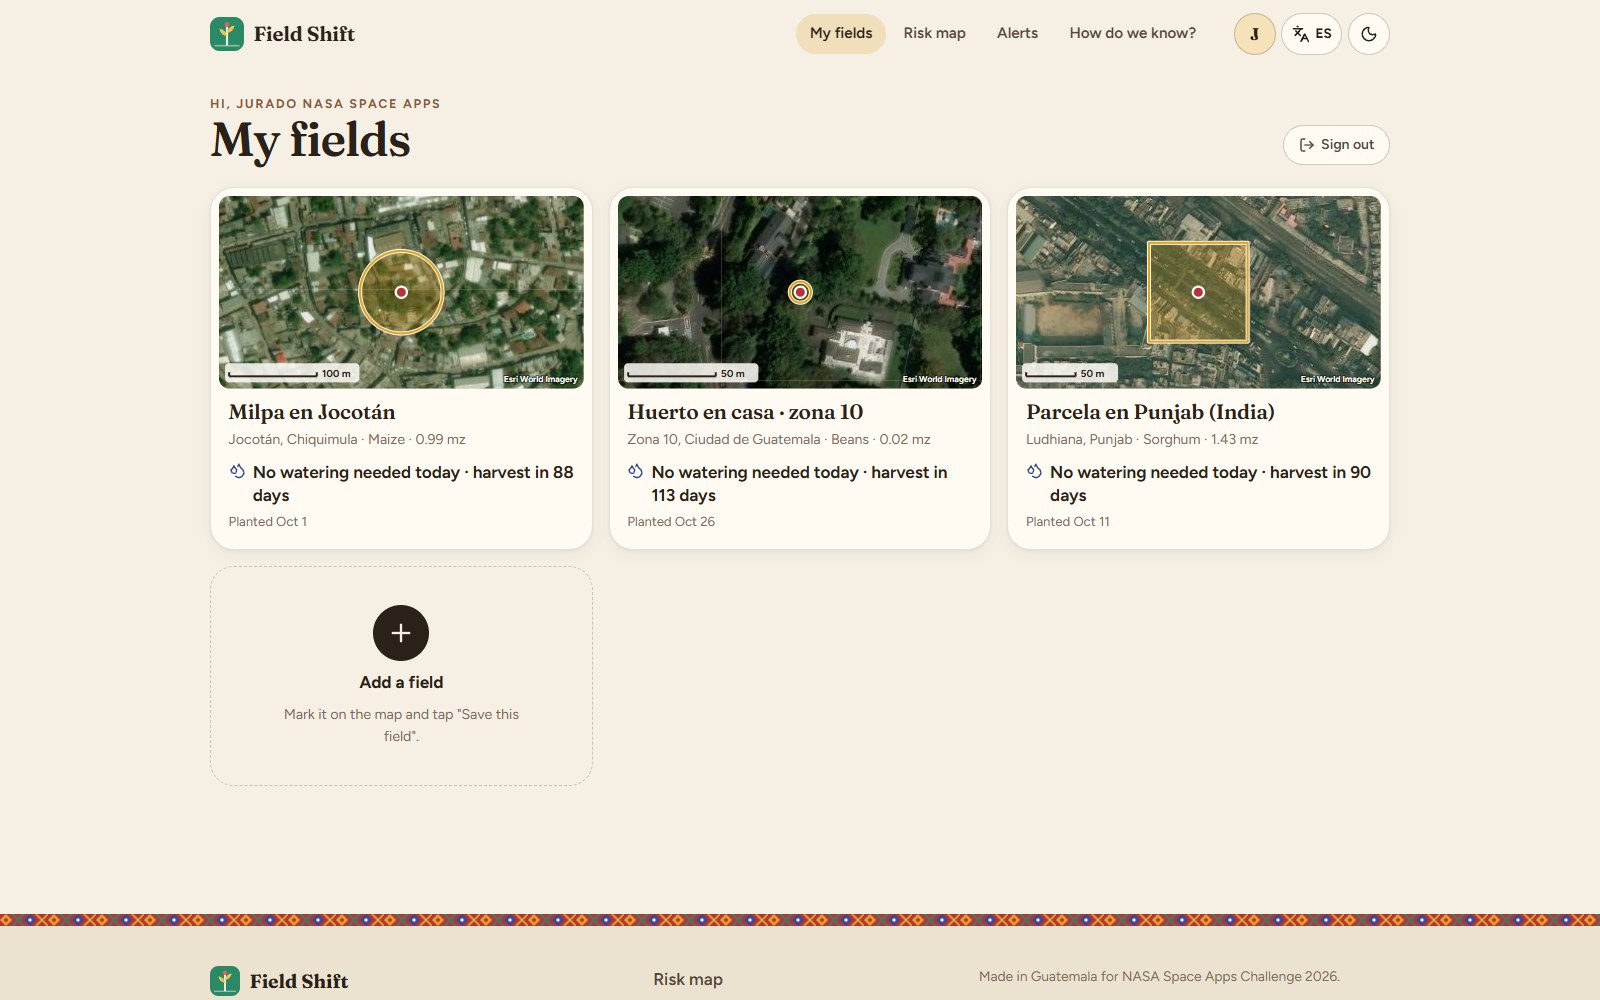 Field Shift
My fields
Risk map
Alerts
How do we know?
J
ES
HI, JURADO NASA SPACE APPS
My fields
Sign out
100 m
Esri World Imagery
50 m
Esri World Imagery
50 m
Esri World Imagery
Milpa en Jocotán
Jocotán, Chiquimula · Maize · 0.99 mz
No watering needed today · harvest in 88
days
Planted Oct 1
Huerto en casa · zona 10
Zona 10, Ciudad de Guatemala · Beans · 0.02 mz
No watering needed today · harvest in
113 days
Planted Oct 26
Parcela en Punjab (India)
Ludhiana, Punjab · Sorghum · 1.43 mz
No watering needed today · harvest in 90
days
Planted Oct 11
Add a field
Mark it on the map and tap "Save this
field".
Field Shift
Risk map
Made in Guatemala for NASA Space Apps Challenge 2026.